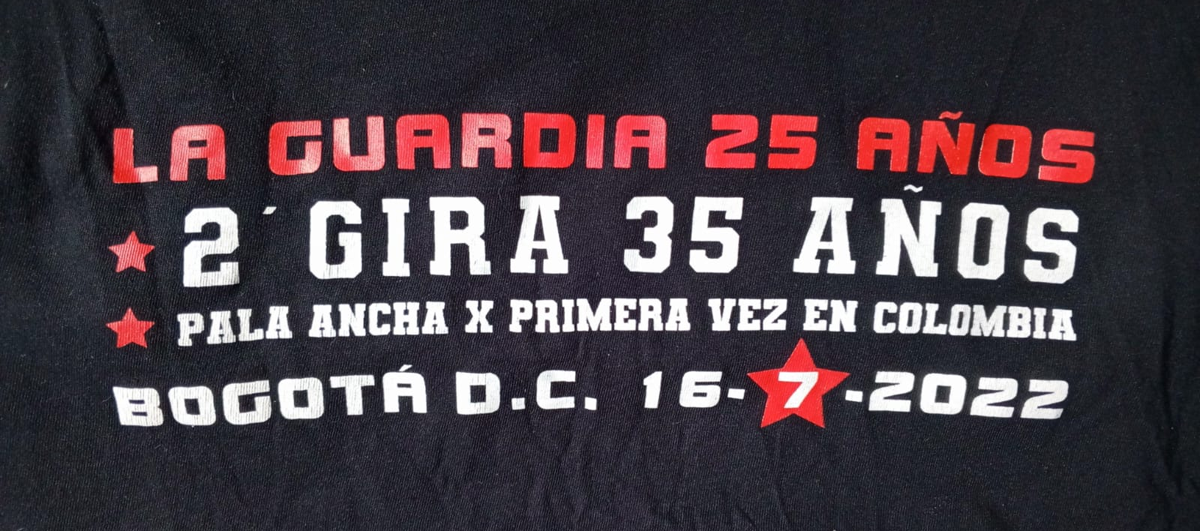 LA GUARDIA 25 AÑOS
2´ GIRA 35 AÑOS
PALA ANCHA X PRIMERA VEZ EN COLOMBIA
BOGOTÁ D.C. 16-7-2022